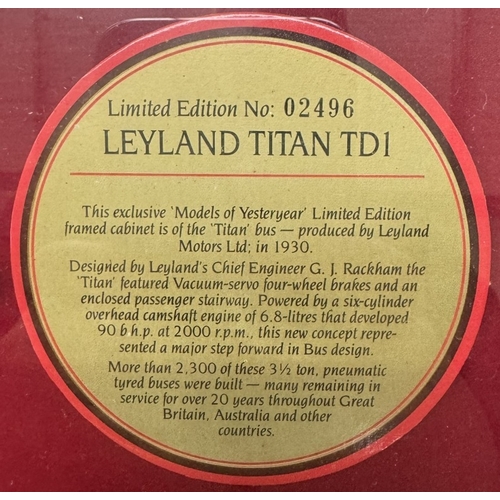 Limited Edition No: 02496
LEYLAND TITAN TD1
This exclusive 'Models of Yesteryear' Limited Edition
framed cabinet is of the 'Titan' bus — produced by Leyland
Motors Ltd; in 1930.
Designed by Leyland's Chief Engineer G. J. Rackham the
'Titan' featured Vacuum-servo four-wheel brakes and an
enclosed passenger stairway. Powered by a six-cylinder
overhead camshaft engine of 6.8-litres that developed
90 b h.p. at 2000 r.p.m., this new concept repre-
sented a major step forward in Bus design.
More than 2,300 of these 3½ ton, pneumatic
tyred buses were built — many remaining in
service for over 20 years throughout Great
Britain, Australia and other
countries.